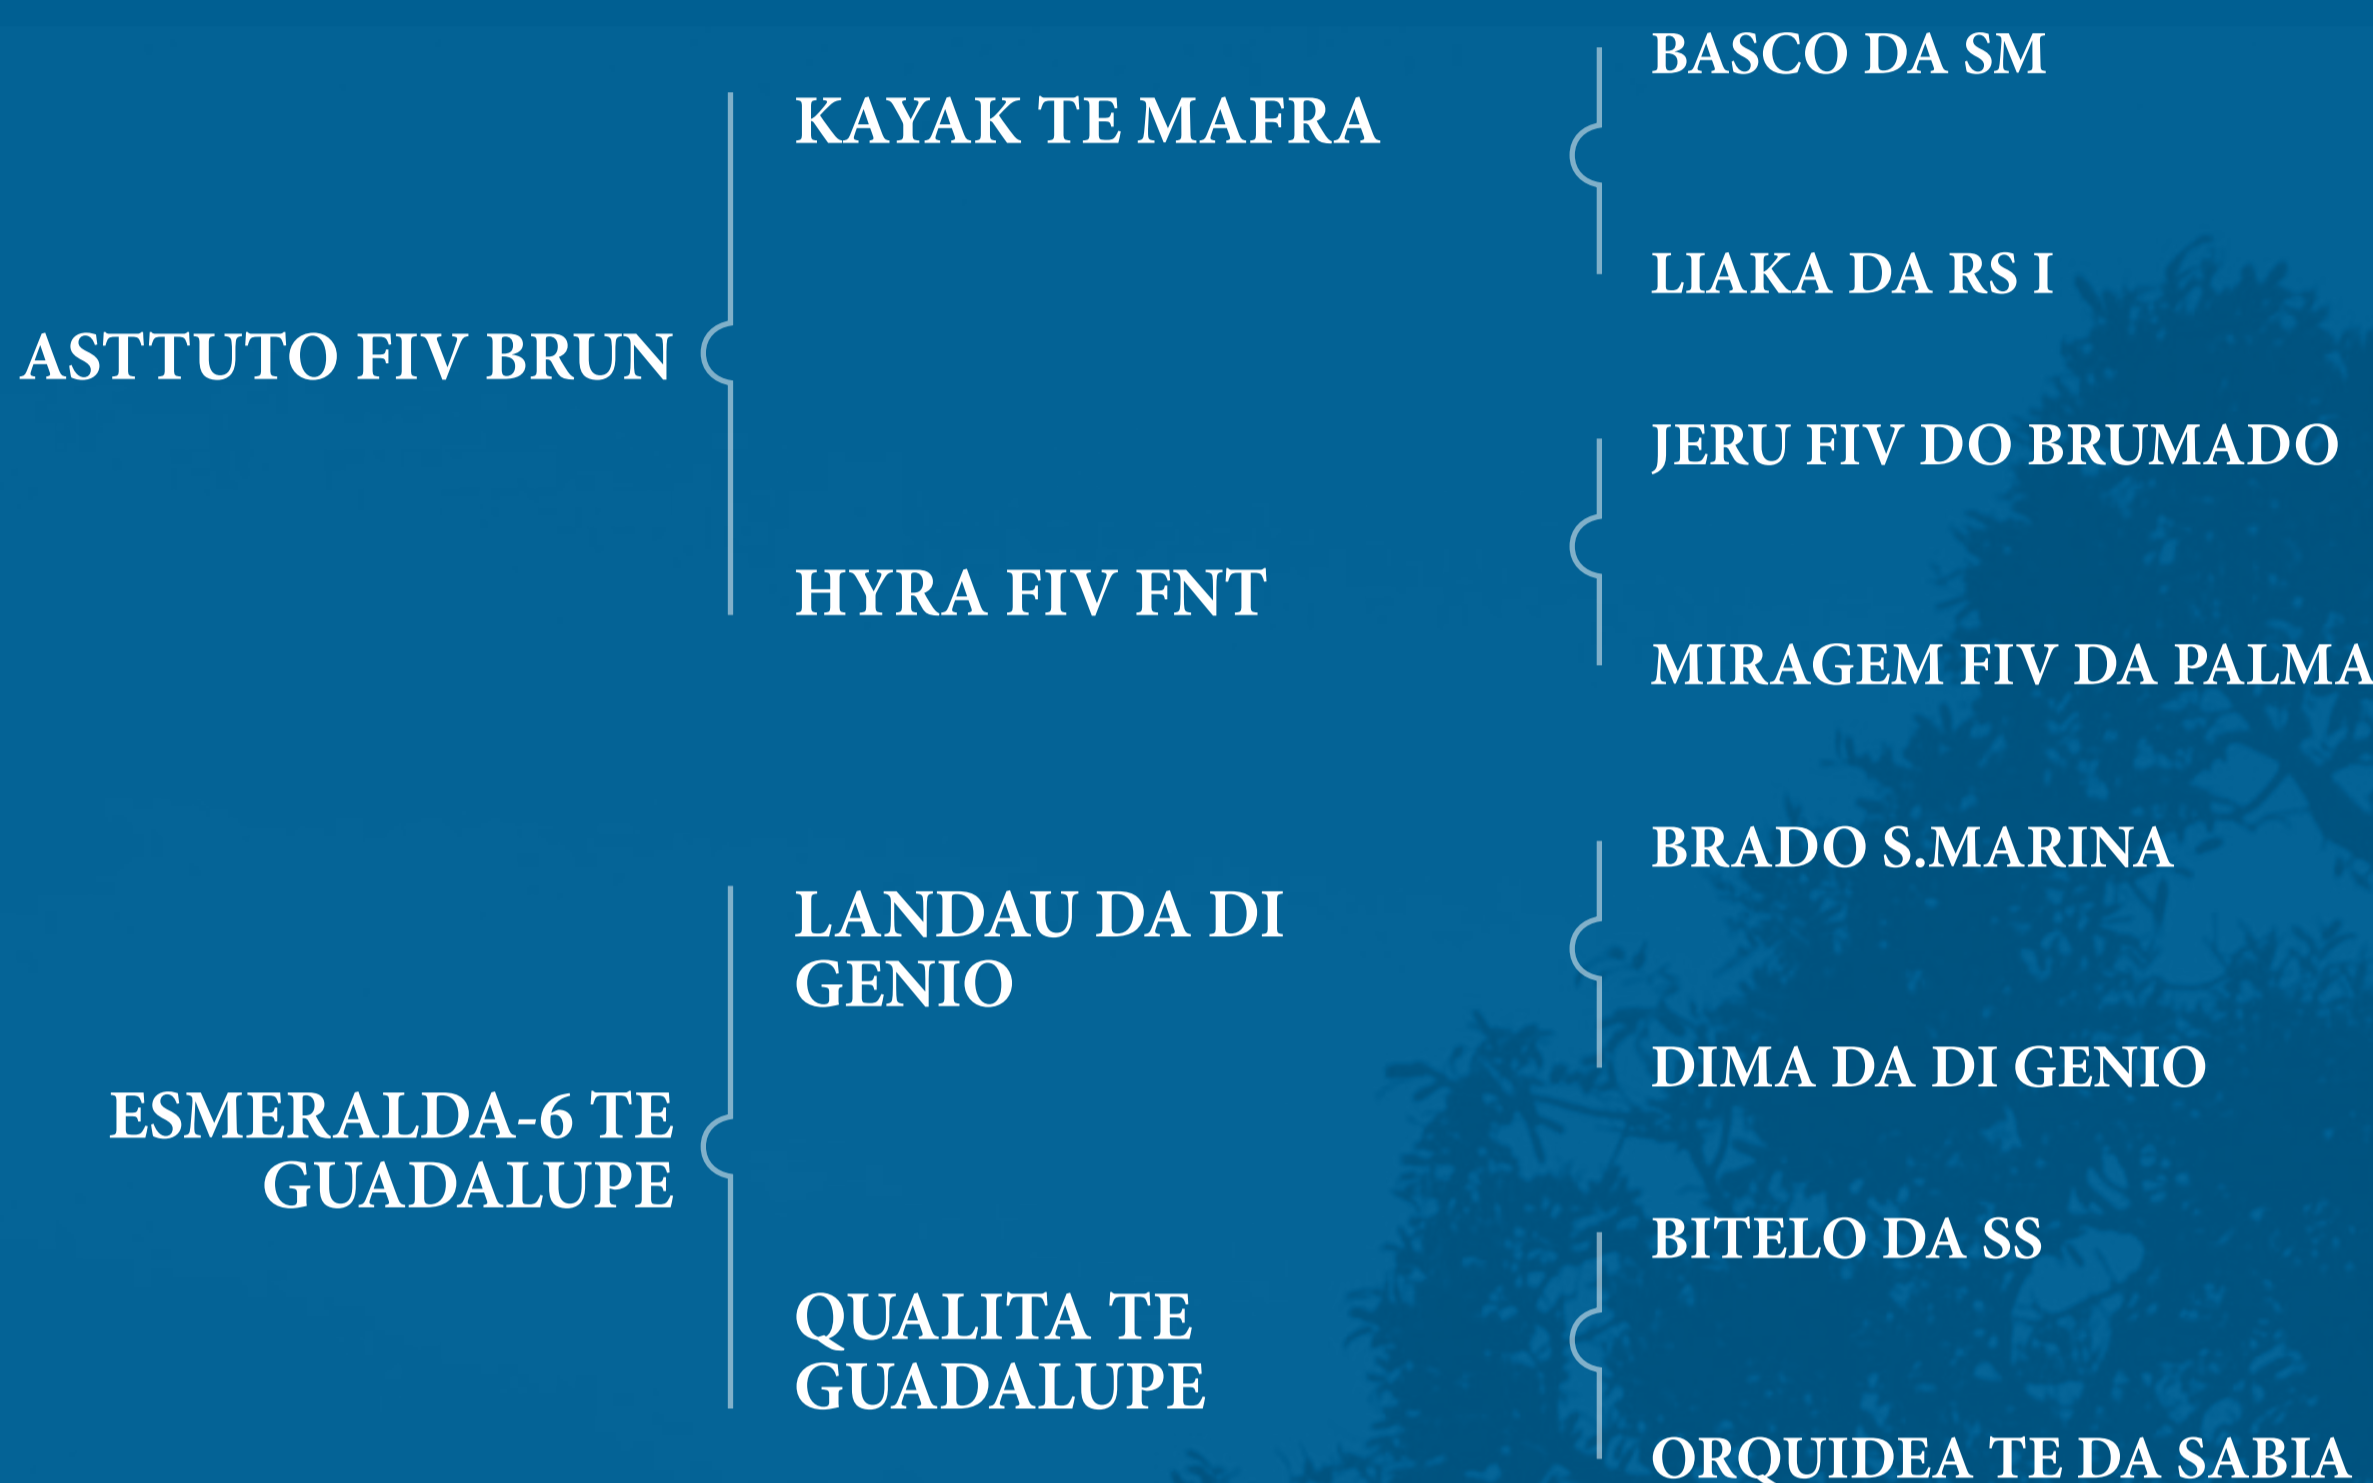 BASCO DA SM
KAYAK TE MAFRA
LIAKA DA RS I
ASTTUTO FIV BRUN
JERU FIV DO BRUMADO
HYRA FIV FNT
MIRAGEM FIV DA PALMA
BRADO S.MARINA
LANDAU DA DI
GENIO
DIMA DA DI GENIO
ESMERALDA-6 TE
GUADALUPE
BITELO DA SS
QUALITA TE
GUADALUPE
ORQUIDEA TE DA SABIA